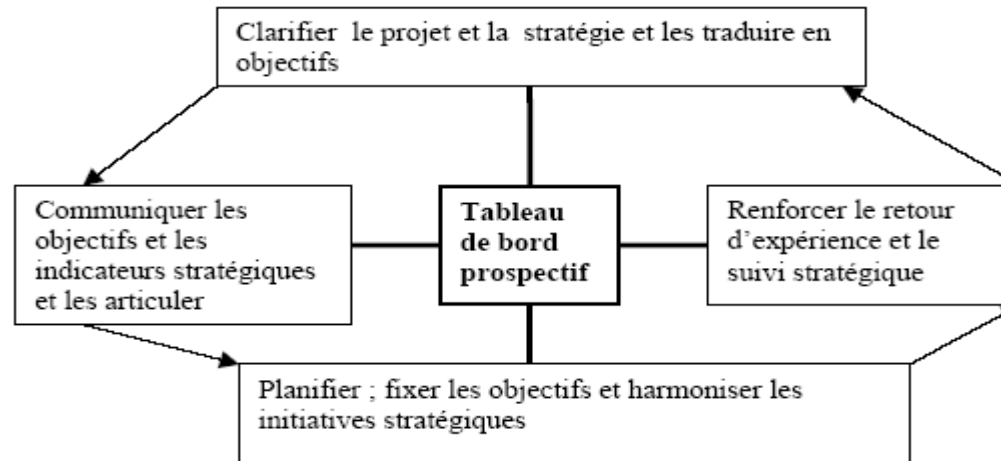 Clarifier le projet et la stratégie et les traduire en
objectifs
Communiquer les
objectifs et les
indicateurs stratégiques
et les articuler
Tableau
de bord
prospectif
Renforcer le retour
d'expérience et le
suivi stratégique
Planifier ; fixer les objectifs et harmoniser les
initiatives stratégiques